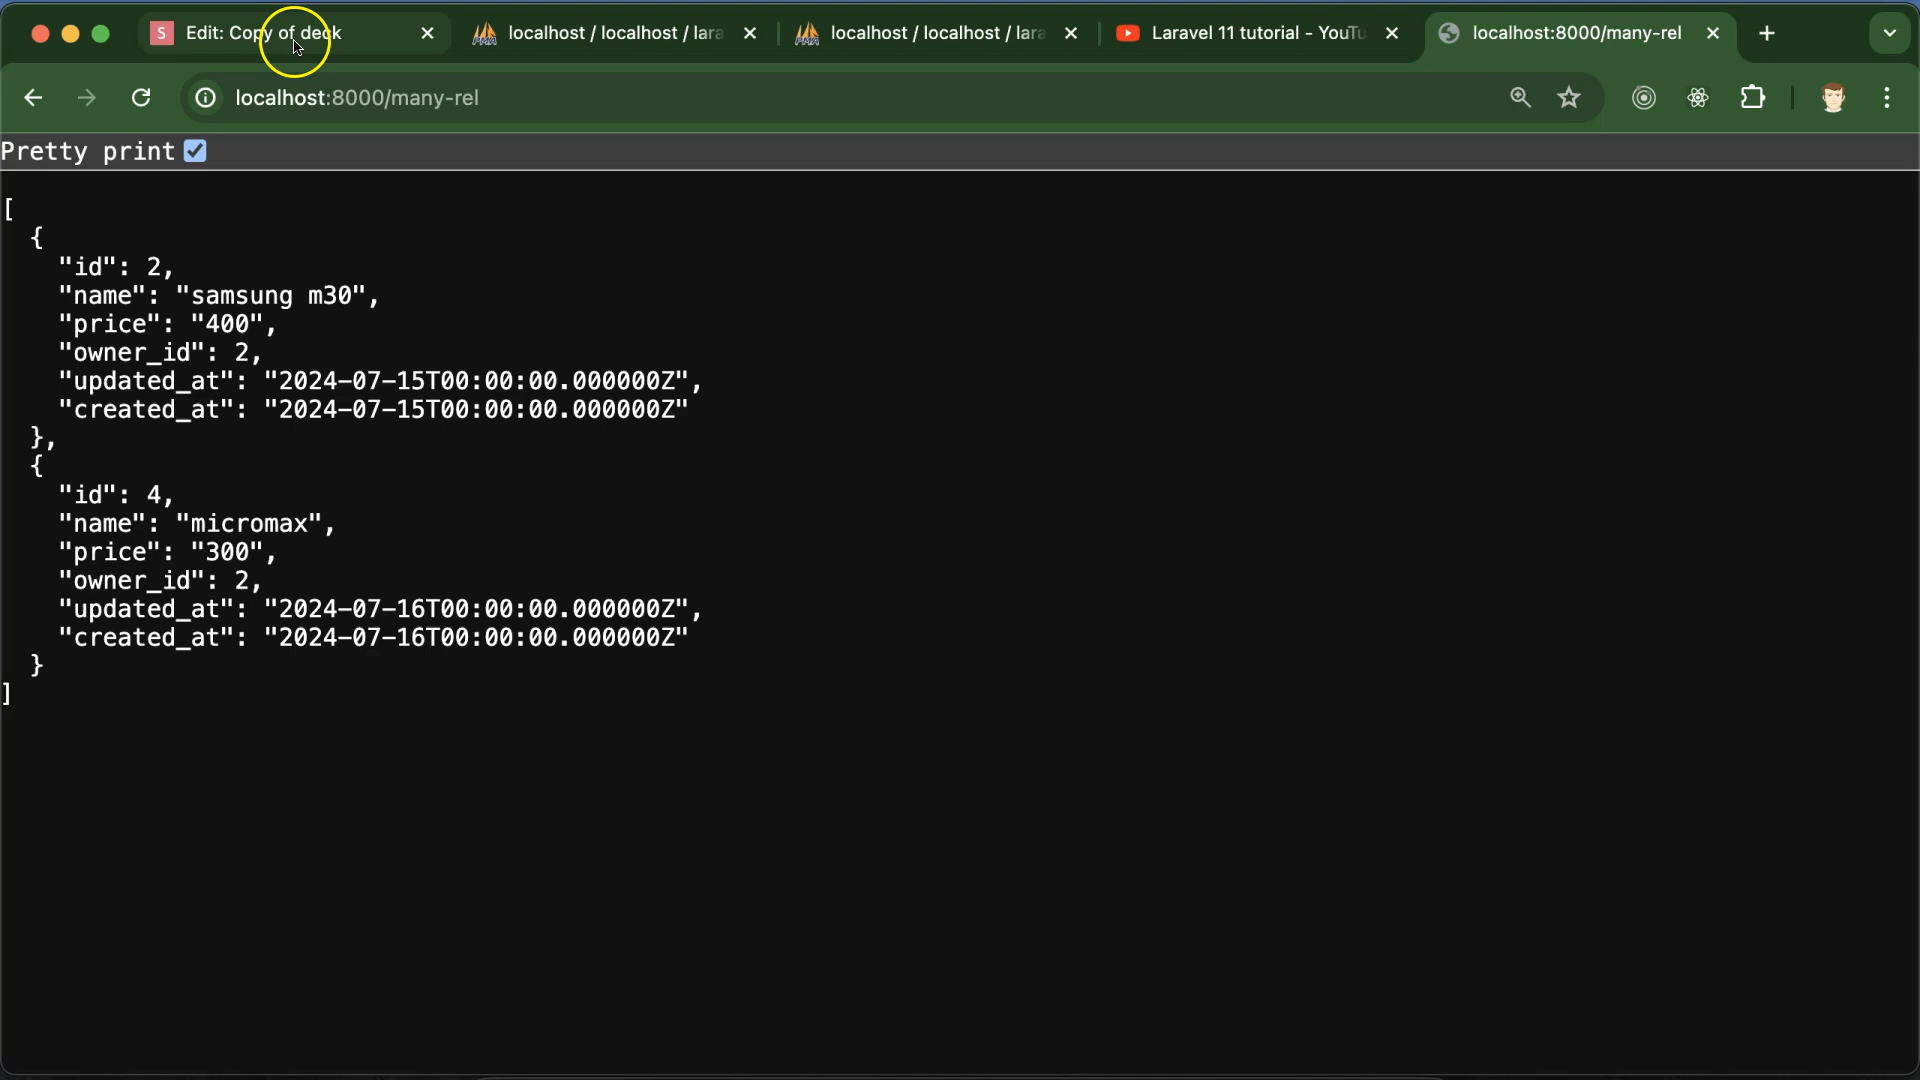 S Edit: Copy of deck
localhost / localhost / lara
localhost / localhost / lara
Laravel 11 tutorial - YouTu
localhost:8000/many-rel
localhost:8000/many-rel
Pretty print
[
  {
    "id": 2,
    "name": "samsung m30",
    "price": "400",
    "owner_id": 2,
    "updated_at": "2024-07-15T00:00:00.000000Z",
    "created_at": "2024-07-15T00:00:00.000000Z"
  },
  {
    "id": 4,
    "name": "micromax",
    "price": "300",
    "owner_id": 2,
    "updated_at": "2024-07-16T00:00:00.000000Z",
    "created_at": "2024-07-16T00:00:00.000000Z"
  }
]